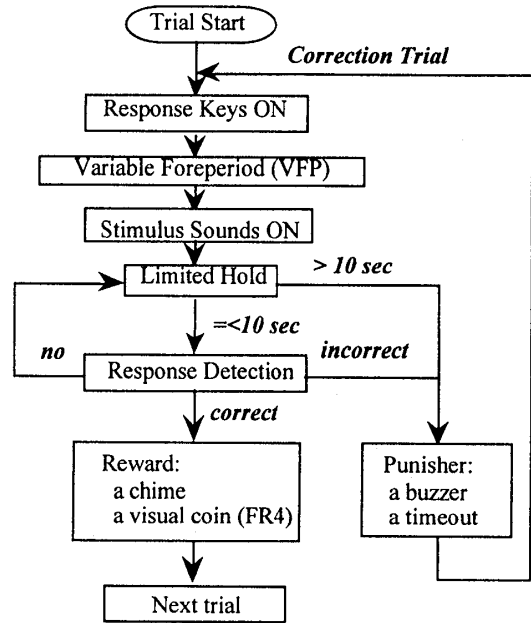 Trial Start
Correction Trial
Response Keys ON
Variable Foreperiod (VFP)
Stimulus Sounds ON
Limited Hold
> 10 sec
=<10 sec
no
incorrect
Response Detection
correct
Reward:
a chime
a visual coin (FR4)
Punisher:
a buzzer
a timeout
Next trial